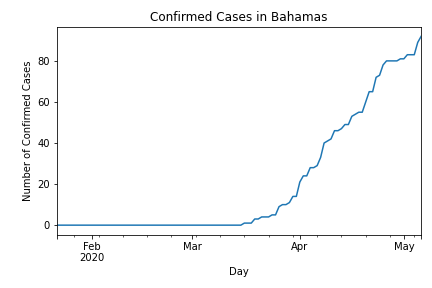 Confirmed Cases in Bahamas
Number of Confirmed Cases
80
60
40
20
0
Feb
2020
Mar
Apr
May
Day